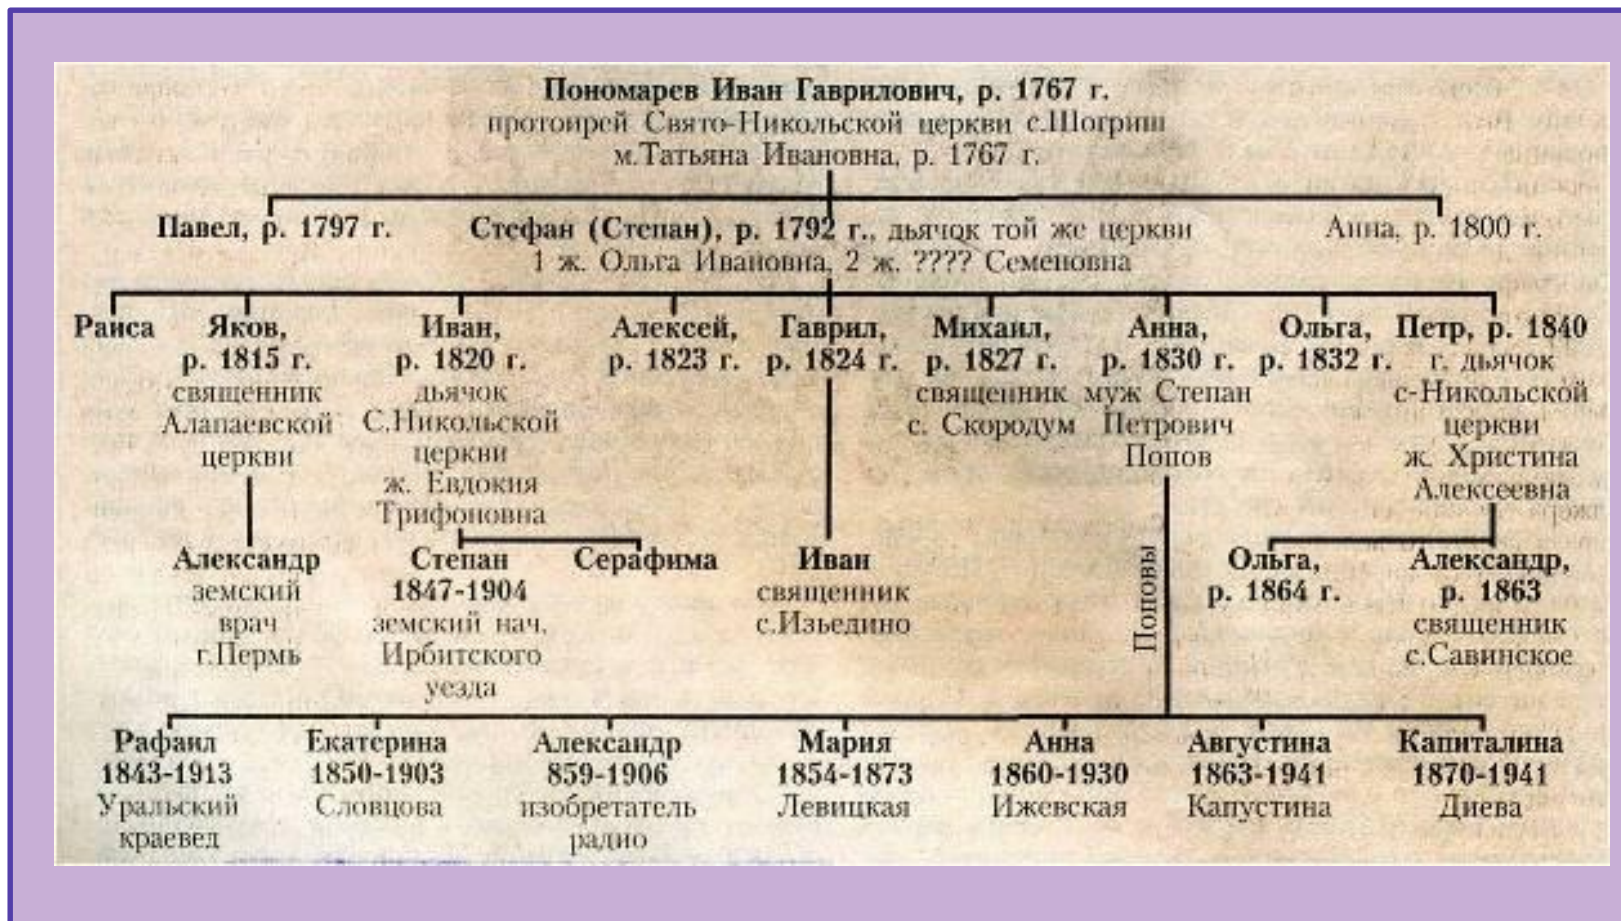 Пономарев Иван Гаврилович, р. 1767 г.
протоирей Свято-Никольской церкви с.Шогриш
м.Татьяна Ивановна, р. 1767 г.
Павел, р. 1797 г.
Стефан (Степан), р. 1792 г., дьячок той же церкви
1 ж. Ольга Ивановна, 2 ж. ???? Семеновна
Анна, р. 1800 г.
Раиса
Яков,
р. 1815 г.
священник
Алапаевской
церкви
Иван,
р. 1820 г.
дьячок
С.Никольской
церкви
ж. Евдокия
Трифоновна
Алексей,
р. 1823 г.
Гаврил,
р. 1824 г.
Михаил,
р. 1827 г.
священник
с. Скородум
Анна,
р. 1830 г.
муж Степан
Петрович
Попов
Ольга,
р. 1832 г.
Петр, р. 1840
г. дьячок
с-Никольской
церкви
ж. Христина
Алексеевна
Александр
земский
врач
г.Пермь
Степан
1847-1904
земский нач.
Ирбитского
уезда
Серафима
Иван
священник
с.Изьедино
Поповы
Ольга,
р. 1864 г.
Александр,
р. 1863
священник
с.Савинское
Рафаил
1843-1913
Уральский
краевед
Екатерина
1850-1903
Словцова
Александр
859-1906
изобретатель
радио
Мария
1854-1873
Левицкая
Анна
1860-1930
Ижевская
Августина
1863-1941
Капустина
Капиталина
1870-1941
Диева